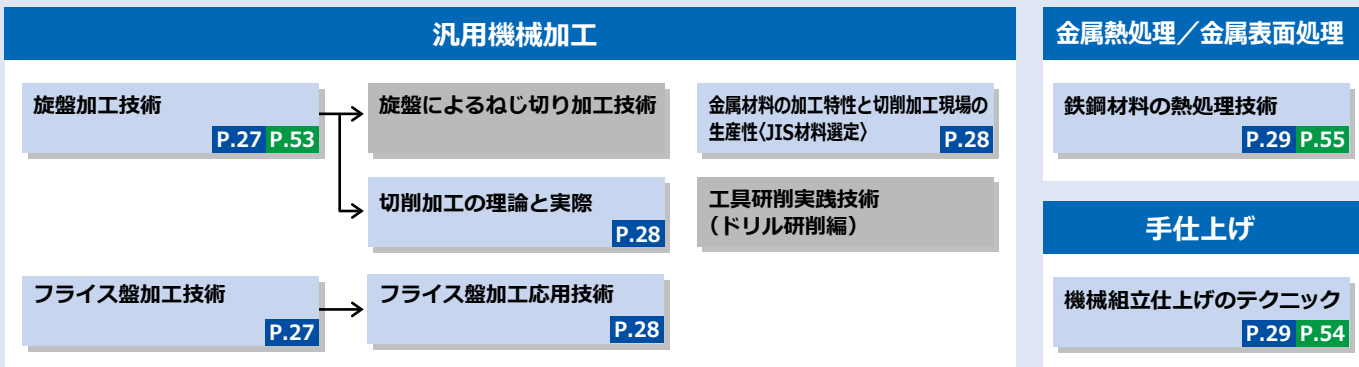 汎用機械加工
旋盤加工技術
P.27 P.53
旋盤によるねじ切り加工技術
金属材料の加工特性と切削加工現場の
生産性〈JIS材料選定〉
P.28
切削加工の理論と実際
P.28
工具研削実践技術
（ドリル研削編）
フライス盤加工技術
P.27
フライス盤加工応用技術
P.28
金属熱処理／金属表面処理
鉄鋼材料の熱処理技術
P.29 P.55
手仕上げ
機械組立仕上げのテクニック
P.29 P.54